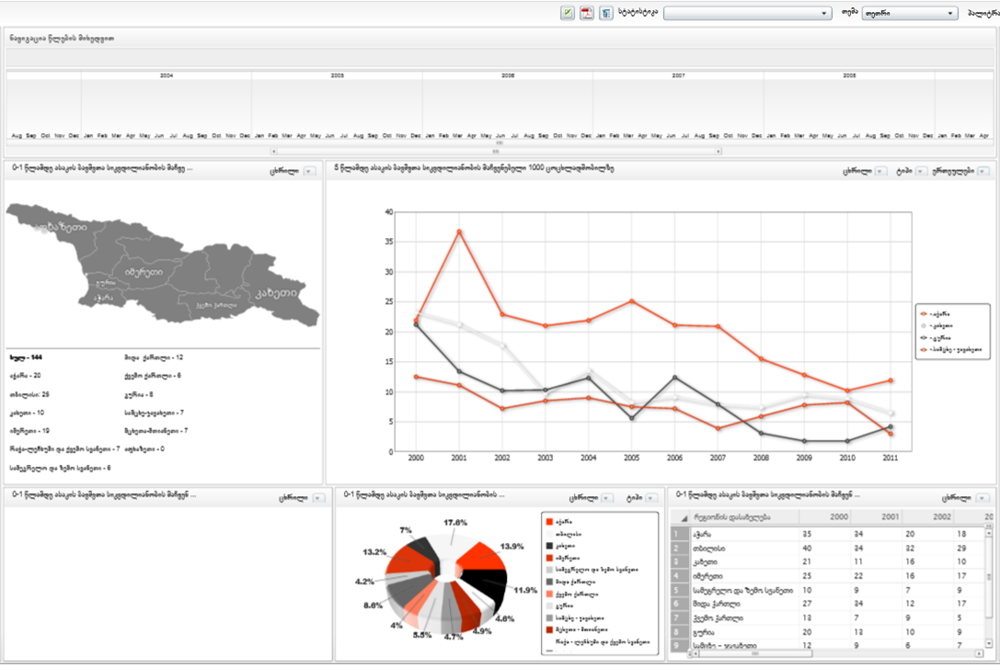 სტატისტიკა თემა თეთრი პალიტრა
ნავიგაცია წლების მიხედვით
2004 2005 2006 2007 2008
Aug Sep Oct Nov Dec Jan Feb Mar Apr May Jun Jul Aug Sep Oct Nov Dec Jan Feb Mar Apr May Jun Jul Aug Sep Oct Nov Dec Jan Feb Mar Apr May Jun Jul Aug Sep Oct Nov Dec Jan Feb Mar Apr May Jun Jul Aug Sep Oct Nov Dec Jan Feb Mar Apr May Jun Jul Aug Sep Oct Nov Dec Jan Feb Mar Apr
0-1 წლამდე ასაკის ბავშვთა სიკვდილიანობის მაჩვე ... ცხრილი
აფხაზეთი
იმერეთი
გურია
აჭარა
ქვემო ქართლი
კახეთი
სულ - 144 შიდა ქართლი - 12
აჭარა - 20 ქვემო ქართლი - 6
თბილისი: 25 გურია - 8
კახეთი - 10 სამცხე-ჯავახეთი - 7
იმერეთი - 19 მცხეთა-მთიანეთი - 7
რაჭა-ლეჩხუმი და ქვემო სვანეთი - 7 აფხაზეთი - 0
სამეგრელო და ზემო სვანეთი - 6
5 წლამდე ასაკის ბავშვთა სიკვდილიანობის მაჩვენებელი 1000 ცოცხლადშობილზე ცხრილი ტიპი ერთეულები
40
35
30
25
20
15
10
5
0
2000 2001 2002 2003 2004 2005 2006 2007 2008 2009 2010 2011
-აჭარა
-კახეთი
-გურია
-სამცხე - ჯავახეთი
0-1 წლამდე ასაკის ბავშვთა სიკვდილიანობის მაჩვენ ... ცხრილი
0-1 წლამდე ასაკის ბავშვთა სიკვდილიანობის ... ცხრილი ტიპი
17.6%
13.9%
11.9%
4.6%
4.9%
4.7%
5.5%
4%
8.6%
4.2%
13.2%
7%
აჭარა
თბილისი
კახეთი
იმერეთი
სამეგრელო და ზემო სვანეთი
შიდა ქართლი
ქვემო ქართლი
გურია
სამცხე - ჯავახეთი
მცხეთა - მთიანეთი
რაჭა - ლეჩხუმი და ქვემო სვანეთი
0-1 წლამდე ასაკის ბავშვთა სიკვდილიანობის მაჩვენ ... ცხრილი
რეგიონის დასახელება 2000 2001 2002 20
1 აჭარა 35 34 20 18
2 თბილისი 40 34 32 29
3 კახეთი 21 11 16 10
4 იმერეთი 25 22 16 17
5 სამეგრელო და ზემო სვანეთი 10 9 7 9
6 შიდა ქართლი 27 34 12 17
7 ქვემო ქართლი 13 7 9 5
8 გურია 20 13 10 9
9 სამცხე - ჯავახეთი 12 9 6 7